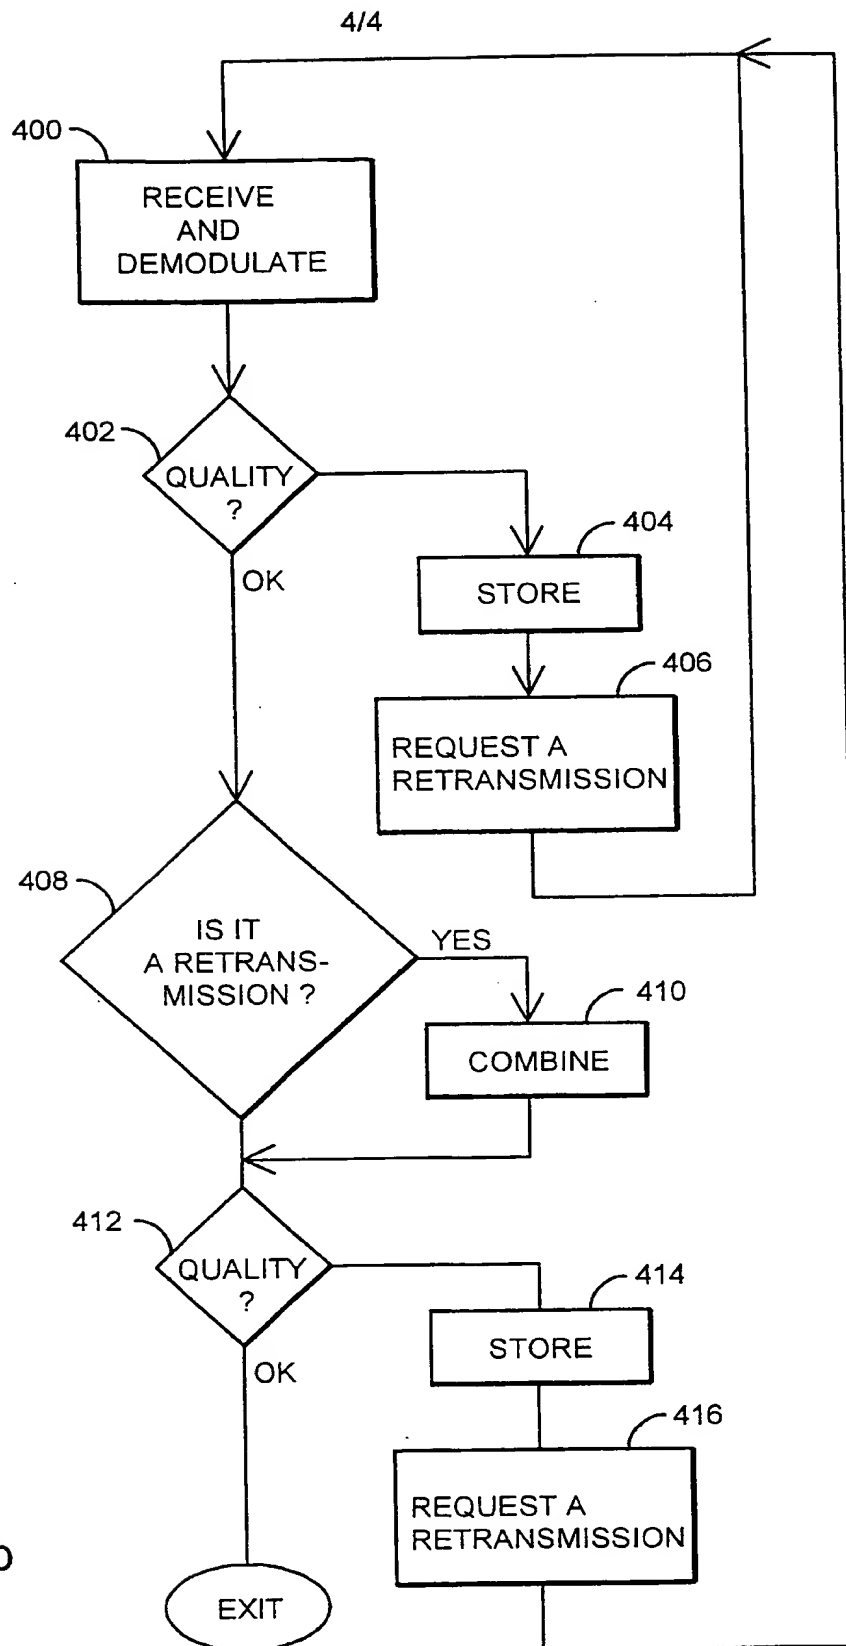 4/4
400
RECEIVE
AND
DEMODULATE
402
QUALITY
?
OK
404
STORE
406
REQUEST A
RETRANSMISSION
408
IS IT
A RETRANS-
MISSION ?
YES
410
COMBINE
412
QUALITY
?
OK
414
STORE
416
REQUEST A
RETRANSMISSION
EXIT